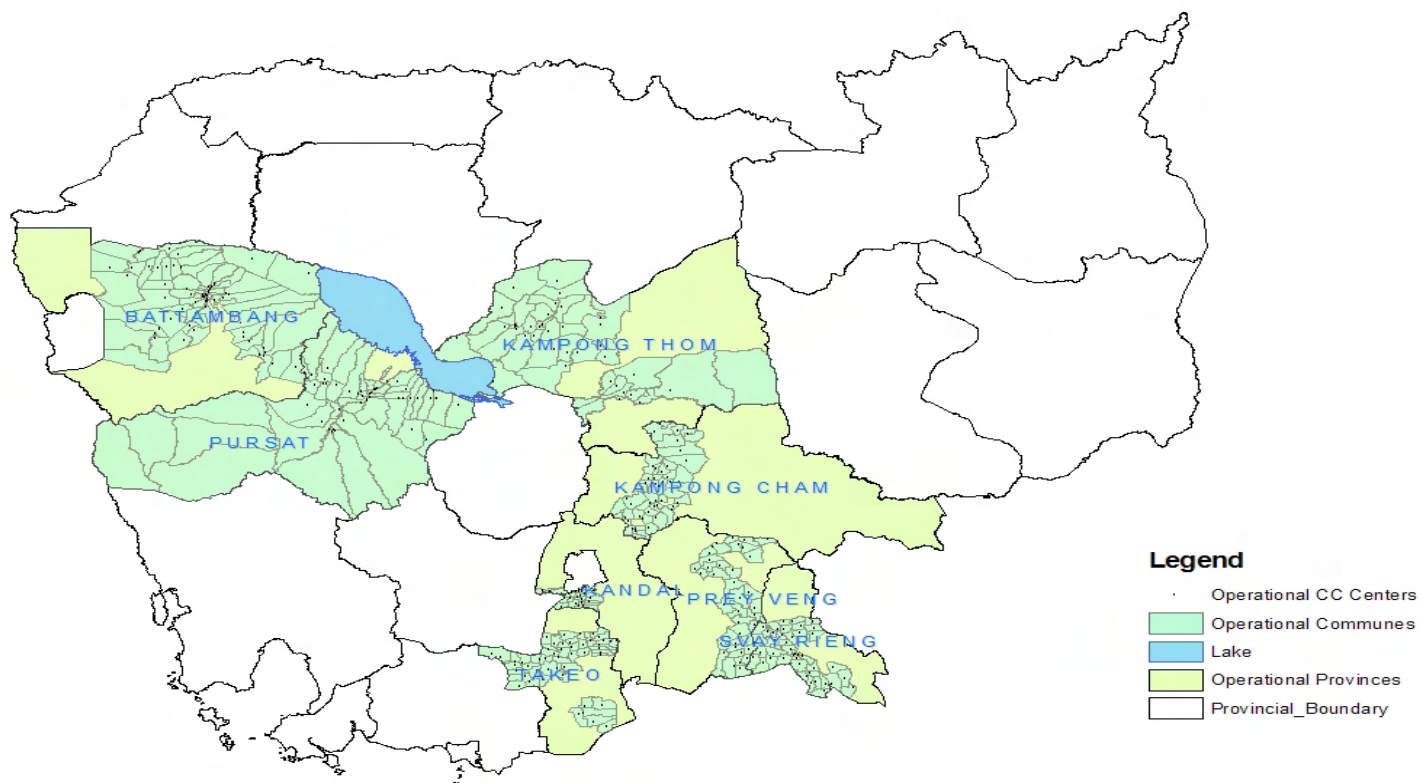 BATTAMBANG
KAMPONG THOM
PURSAT
KAMPONG CHAM
KANDAL
PREY VENG
SVAY RIENG
TAKEO
Legend
Operational CC Centers
Operational Communes
Lake
Operational Provinces
Provincial_Boundary